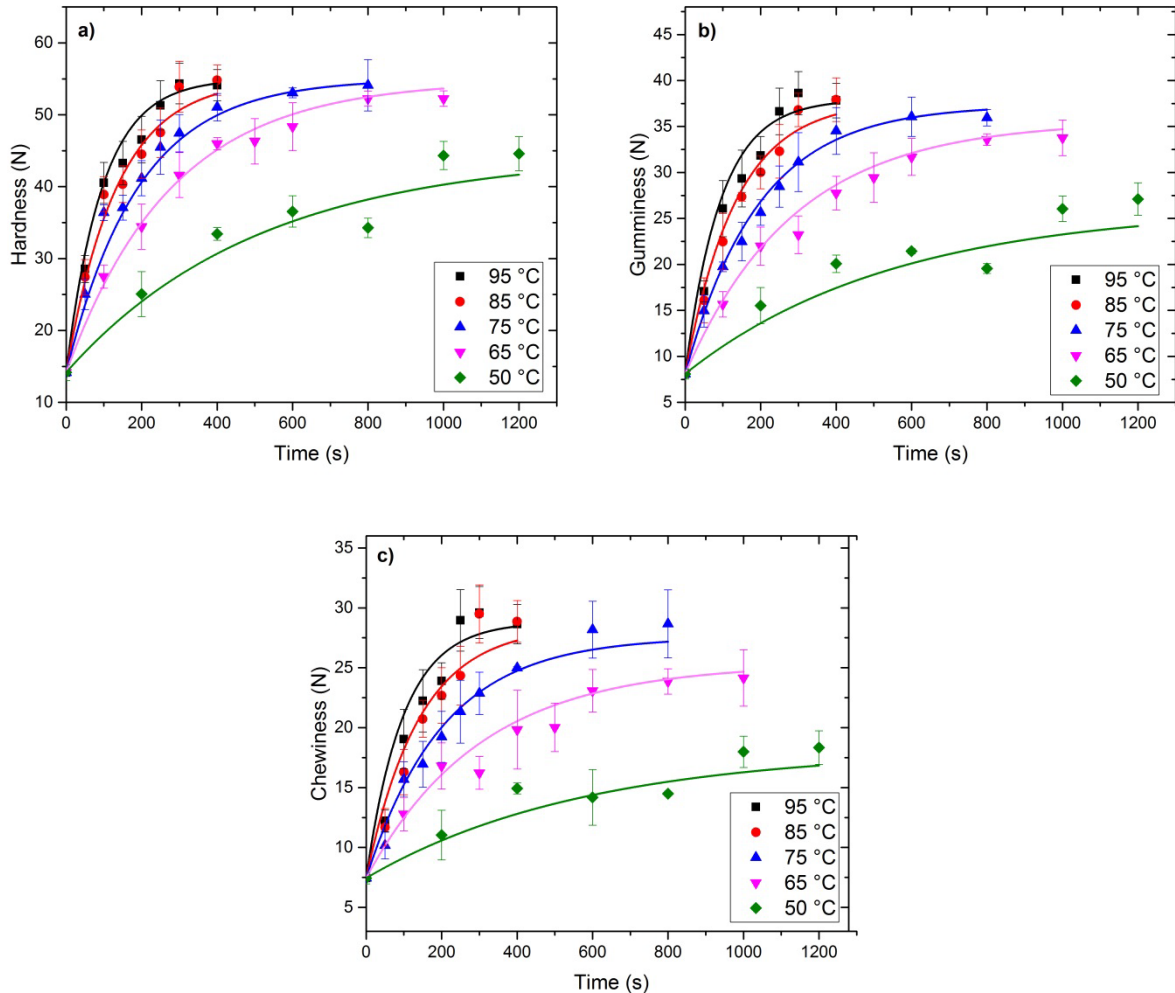 a)
Hardness (N)
60
50
40
30
20
10
95 °C
85 °C
75 °C
65 °C
50 °C
0 200 400 600 800 1000 1200
Time (s)
b)
Gumminess (N)
45
40
35
30
25
20
15
10
5
95 °C
85 °C
75 °C
65 °C
50 °C
0 200 400 600 800 1000 1200
Time (s)
c)
Chewiness (N)
35
30
25
20
15
10
5
95 °C
85 °C
75 °C
65 °C
50 °C
0 200 400 600 800 1000 1200
Time (s)